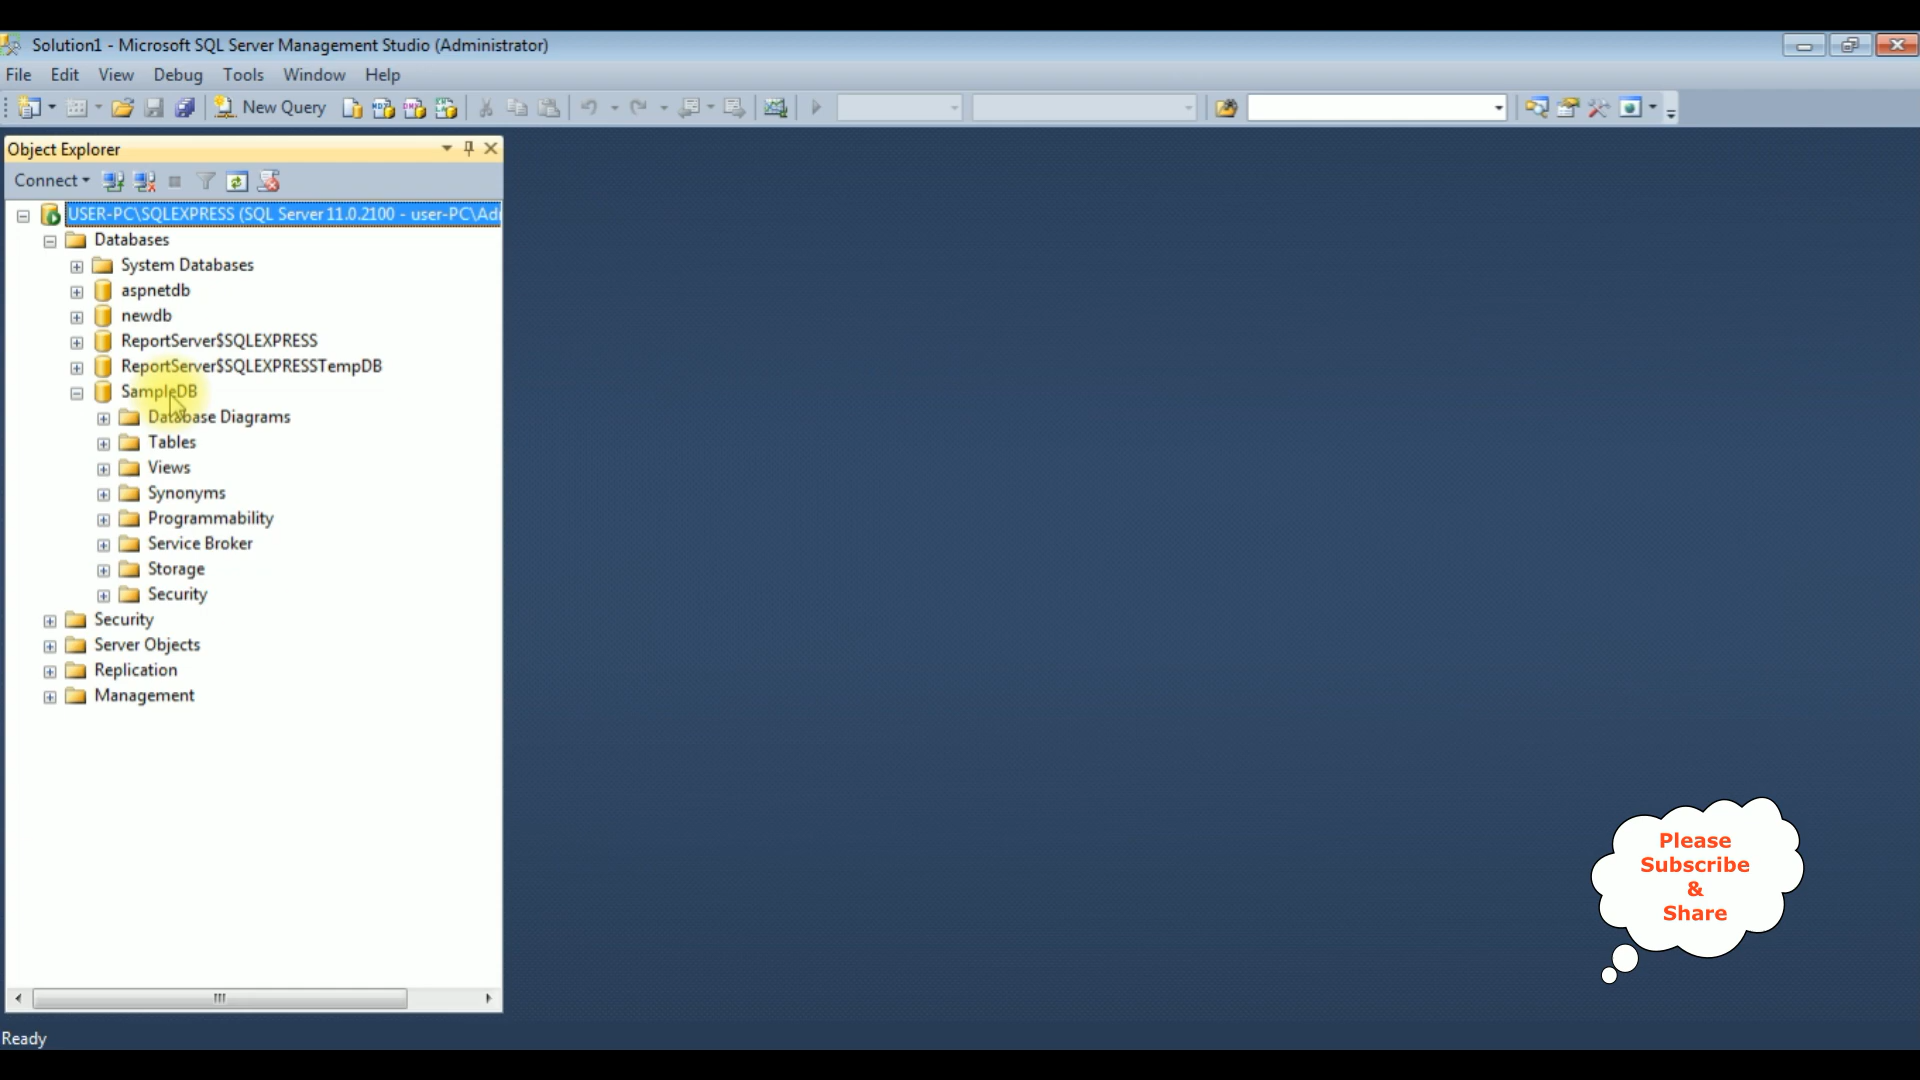 Solution1 - Microsoft SQL Server Management Studio (Administrator)
File Edit View Debug Tools Window Help
New Query
Object Explorer
Connect
USER-PC\SQLEXPRESS (SQL Server 11.0.2100 - user-PC\Ad
Databases
System Databases
aspnetdb
newdb
ReportServer$SQLEXPRESS
ReportServer$SQLEXPRESSTempDB
SampleDB
Database Diagrams
Tables
Views
Synonyms
Programmability
Service Broker
Storage
Security
Security
Server Objects
Replication
Management
Please
Subscribe
&
Share
Ready